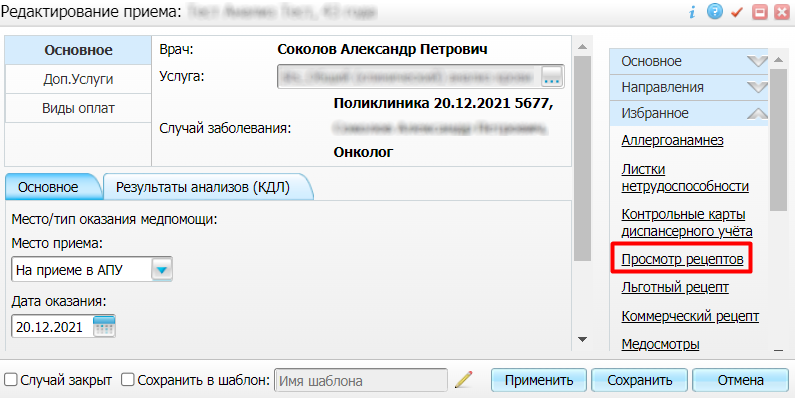 Редактирование приема:
Основное
Доп.Услуги
Виды оплат
Врач: Соколов Александр Петрович
Услуга:
...
Поликлиника 20.12.2021 5677,
Случай заболевания:
Онколог
Основное
Результаты анализов (КДЛ)
Место/тип оказания медпомощи:
Место приема:
На приеме в АПУ
Дата оказания:
20.12.2021
Основное
Направления
Избранное
Аллергоанамнез
Листки
нетрудоспособности
Контрольные карты
диспансерного учёта
Просмотр рецептов
Льготный рецепт
Коммерческий рецепт
Медосмотры
Случай закрыт
Сохранить в шаблон:
Имя шаблона
Применить
Сохранить
Отмена